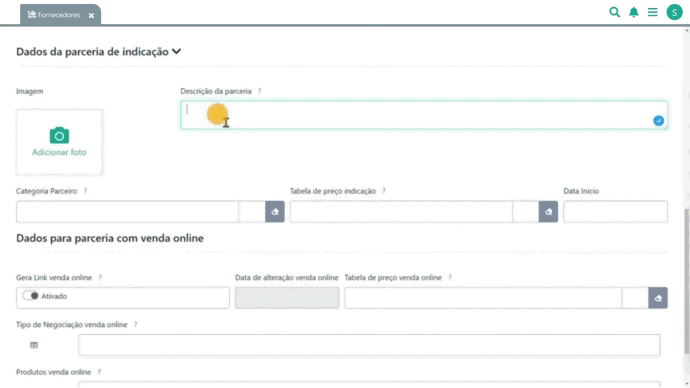 Fornecedores x
S
Dados da parceria de indicação
Imagem
Descrição da parceria ?
Adicionar foto
Categoria Parceiro ?
Tabela de preço indicação ?
Data Inicio
Dados para parceria com venda online
Gera Link venda online ?
Data de alteração venda online
Tabela de preço venda online ?
Ativado
Tipo de Negociação venda online ?
Produtos venda online ?